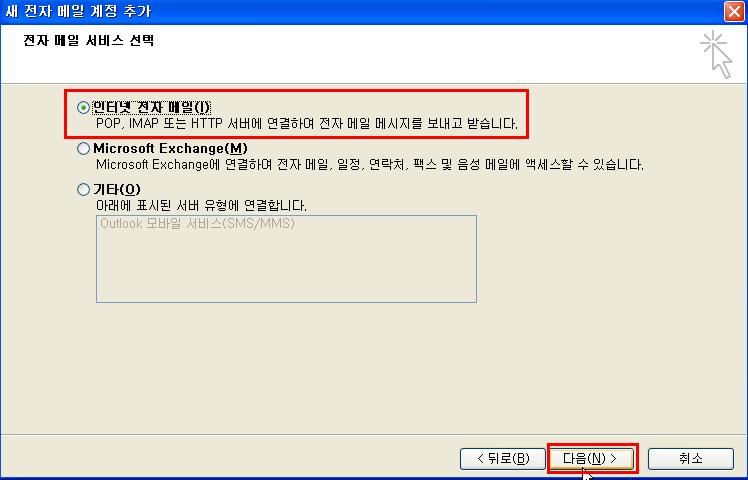 새 전자 메일 계정 추가
전자 메일 서비스 선택
인터넷 전자 메일(I)
POP, IMAP 또는 HTTP 서버에 연결하여 전자 메일 메시지를 보내고 받습니다.
Microsoft Exchange(M)
Microsoft Exchange에 연결하여 전자 메일, 일정, 연락처, 팩스 및 음성 메일에 액세스할 수 있습니다.
기타(O)
아래에 표시된 서버 유형에 연결합니다.
Outlook 모바일 서비스(SMS/MMS)
< 뒤로(B) 다음(N) > 취소